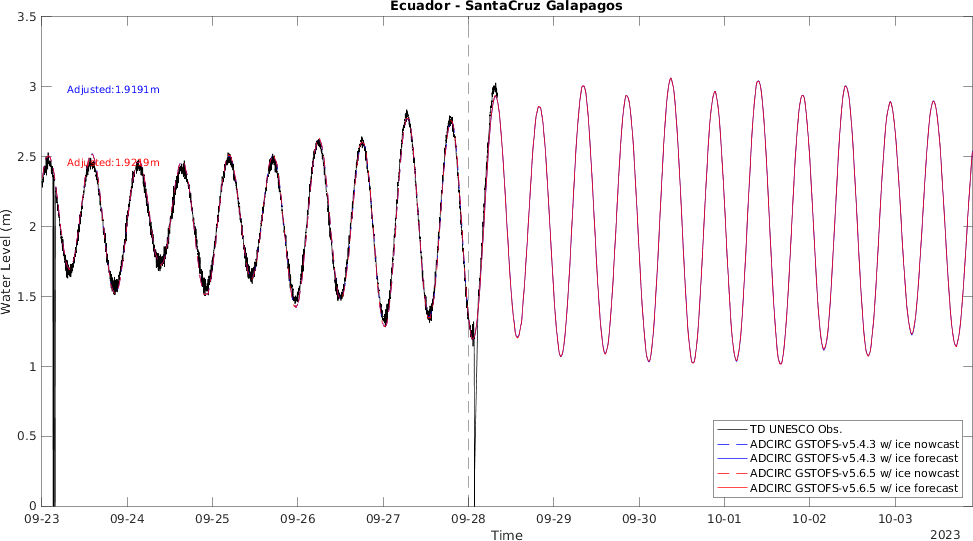 Ecuador - SantaCruz Galapagos
3.5
3
2.5
2
1.5
1
0.5
0
Water Level (m)
Adjusted:1.9191m
Adjusted:1.9219m
TD UNESCO Obs.
ADCIRC GSTOFS-v5.4.3 w/ ice nowcast
ADCIRC GSTOFS-v5.4.3 w/ ice forecast
ADCIRC GSTOFS-v5.6.5 w/ ice nowcast
ADCIRC GSTOFS-v5.6.5 w/ ice forecast
09-23 09-24 09-25 09-26 09-27 09-28 09-29 09-30 10-01 10-02 10-03
Time
2023